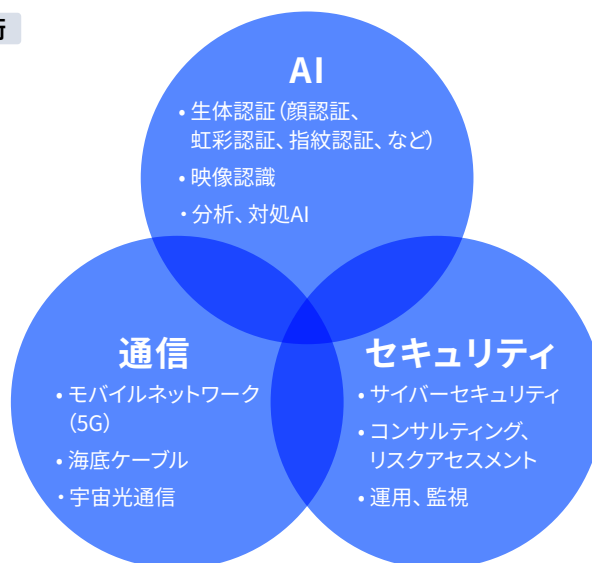 術
AI
• 生体認証（顔認証、
虹彩認証、指紋認証、など）
• 映像認識
・分析、対処AI
通信
• モバイルネットワーク
（5G）
• 海底ケーブル
・宇宙光通信
セキュリティ
• サイバーセキュリティ
• コンサルティング、
リスクアセスメント
• 運用、監視